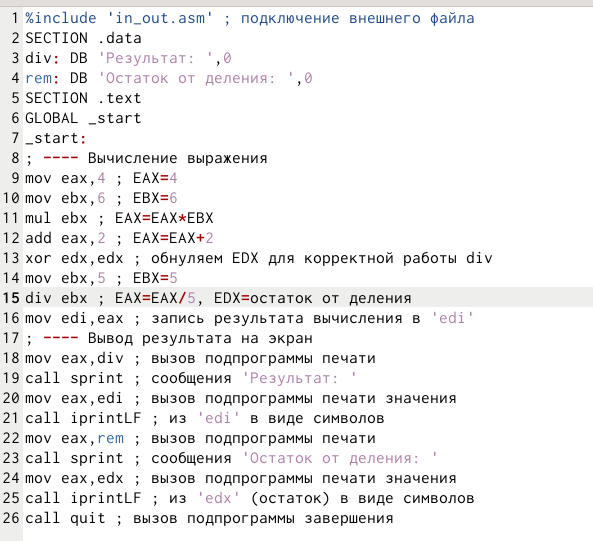 1 %include 'in_out.asm' ; подключение внешнего файла
2 SECTION .data
3 div: DB 'Результат: ',0
4 rem: DB 'Остаток от деления: ',0
5 SECTION .text
6 GLOBAL _start
7 _start:
8 ; ---- Вычисление выражения
9 mov eax,4 ; EAX=4
10 mov ebx,6 ; EBX=6
11 mul ebx ; EAX=EAX*EBX
12 add eax,2 ; EAX=EAX+2
13 xor edx,edx ; обнуляем EDX для корректной работы div
14 mov ebx,5 ; EBX=5
15 div ebx ; EAX=EAX/5, EDX=остаток от деления
16 mov edi,eax ; запись результата вычисления в 'edi'
17 ; ---- Вывод результата на экран
18 mov eax,div ; вызов подпрограммы печати
19 call sprint ; сообщения 'Результат: '
20 mov eax,edi ; вызов подпрограммы печати значения
21 call iprintLF ; из 'edi' в виде символов
22 mov eax,rem ; вызов подпрограммы печати
23 call sprint ; сообщения 'Остаток от деления: '
24 mov eax,edx ; вызов подпрограммы печати значения
25 call iprintLF ; из 'edx' (остаток) в виде символов
26 call quit ; вызов подпрограммы завершения